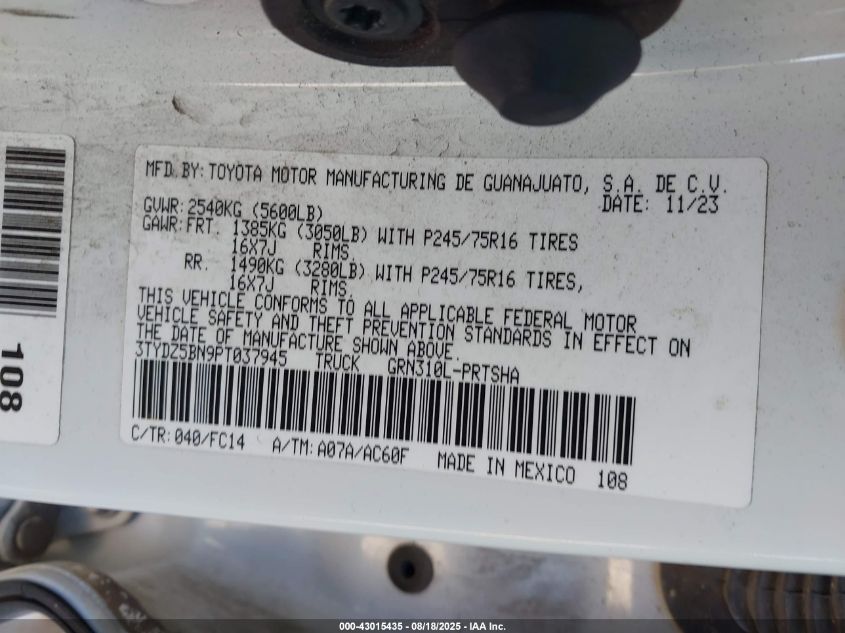 MFD BY: TOYOTA MOTOR MANUFACTURING DE GUANAJUATO, S.A. DE C.V.
DATE: 11/23
GVWR: 2540KG (5600LB)
GAWR: FRT. 1385KG (3050LB) WITH P245/75R16 TIRES
16X7J RIMS.
RR. 1490KG (3280LB) WITH P245/75R16 TIRES,
16X7J RIMS.
THIS VEHICLE CONFORMS TO ALL APPLICABLE FEDERAL MOTOR
VEHICLE SAFETY AND THEFT PREVENTION STANDARDS IN EFFECT ON
THE DATE OF MANUFACTURE SHOWN ABOVE.
3TYDZ5BN9PT037945 TRUCK GRN310L-PRTSHA
C/TR: 040/FC14 A/TM: A07A/AC60F MADE IN MEXICO 108
108
000-43015435 - 08/18/2025 - IAA Inc.